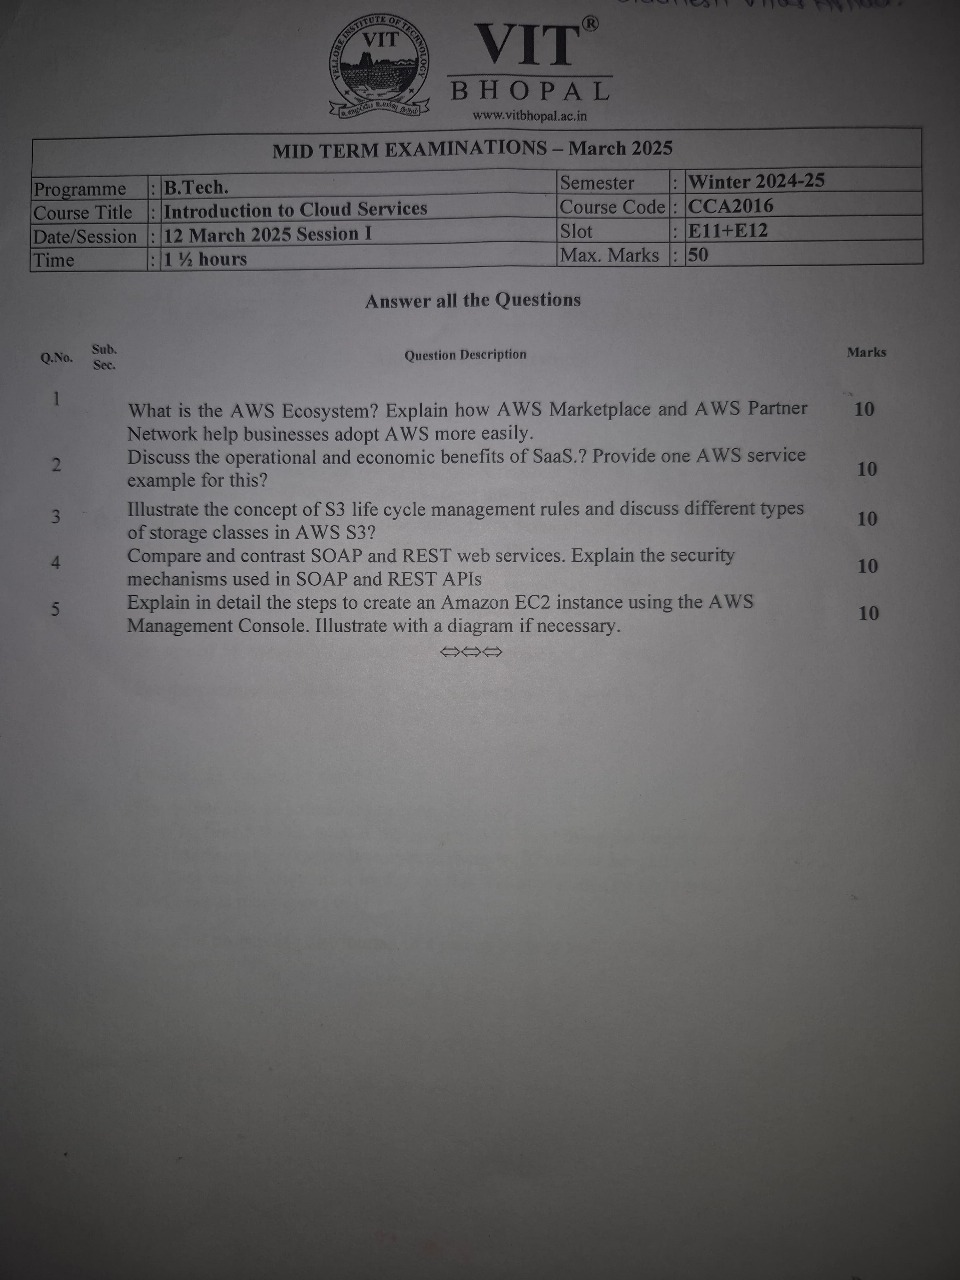 VELLORE INSTITUTE OF TECHNOLOGY
VIT
VIT®
BHOPAL
www.vitbhopal.ac.in
MID TERM EXAMINATIONS – March 2025
Programme : B.Tech. Semester : Winter 2024-25
Course Title : Introduction to Cloud Services Course Code : CCA2016
Date/Session : 12 March 2025 Session I Slot : E11+E12
Time : 1 ½ hours Max. Marks : 50
Answer all the Questions
Q.No. Sub. Sec. Question Description Marks
1 What is the AWS Ecosystem? Explain how AWS Marketplace and AWS Partner 10
Network help businesses adopt AWS more easily.
2 Discuss the operational and economic benefits of SaaS.? Provide one AWS service 10
example for this?
3 Illustrate the concept of S3 life cycle management rules and discuss different types 10
of storage classes in AWS S3?
4 Compare and contrast SOAP and REST web services. Explain the security 10
mechanisms used in SOAP and REST APIs
5 Explain in detail the steps to create an Amazon EC2 instance using the AWS 10
Management Console. Illustrate with a diagram if necessary.
⇔⇔⇔